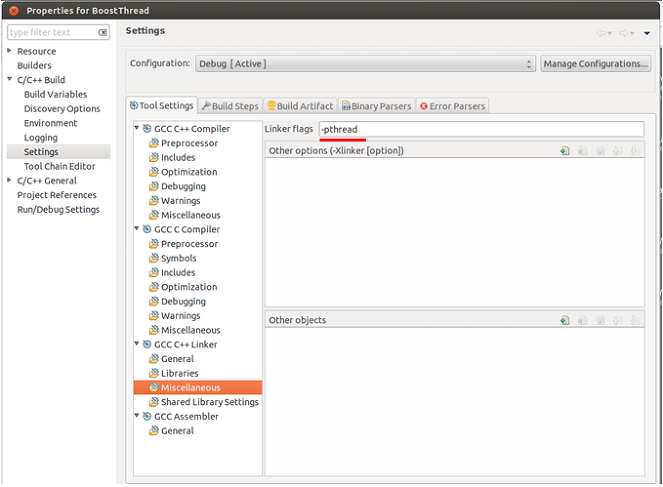 Properties for BoostThread
type filter text
Resource
Builders
C/C++ Build
Build Variables
Discovery Options
Environment
Logging
Settings
Tool Chain Editor
C/C++ General
Project References
Run/Debug Settings
Settings
Configuration: Debug [ Active ] Manage Configurations...
Tool Settings Build Steps Build Artifact Binary Parsers Error Parsers
GCC C++ Compiler
Preprocessor
Includes
Optimization
Debugging
Warnings
Miscellaneous
GCC C Compiler
Preprocessor
Symbols
Includes
Optimization
Debugging
Warnings
Miscellaneous
GCC C++ Linker
General
Libraries
Miscellaneous
Shared Library Settings
GCC Assembler
General
Linker flags -pthread
Other options (-Xlinker [option])
Other objects